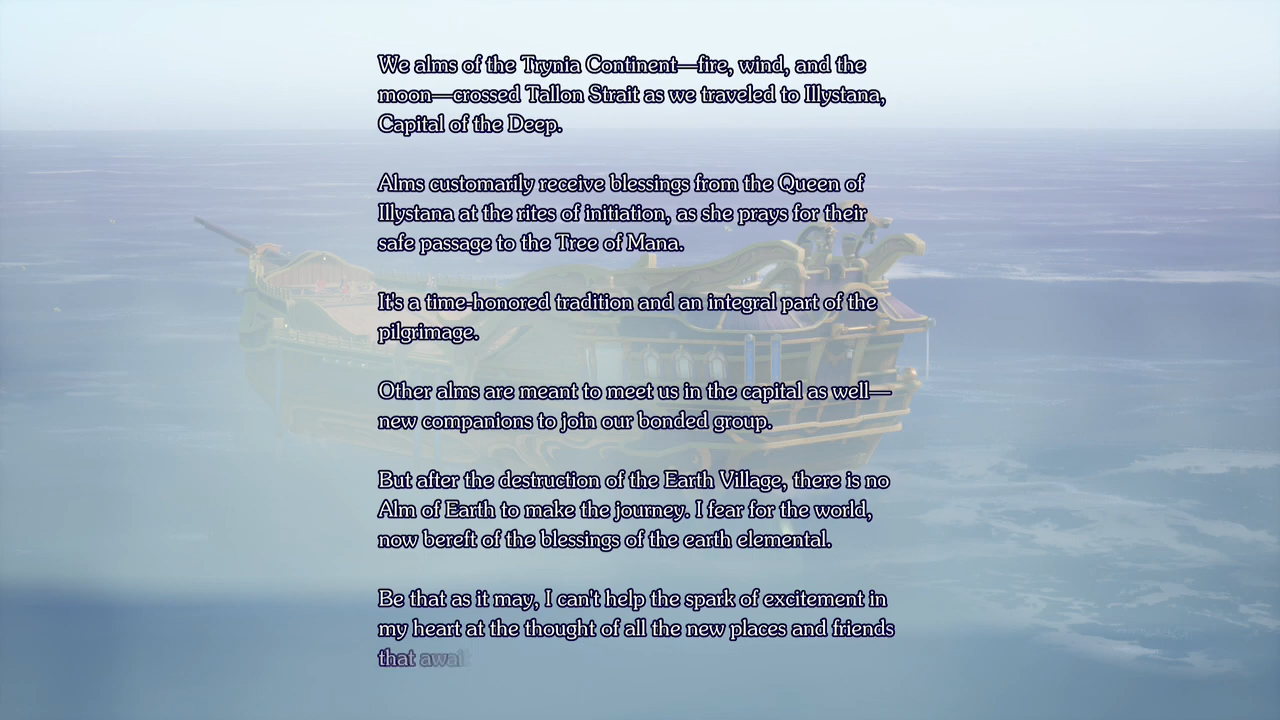 We alms of the Trynia Continent—fire, wind, and the
moon—crossed Tallon Strait as we traveled to Illystana,
Capital of the Deep.
Alms customarily receive blessings from the Queen of
Illystana at the rites of initiation, as she prays for their
safe passage to the Tree of Mana.
It's a time-honored tradition and an integral part of the
pilgrimage.
Other alms are meant to meet us in the capital as well—
new companions to join our bonded group.
But after the destruction of the Earth Village, there is no
Alm of Earth to make the journey. I fear for the world,
now bereft of the blessings of the earth elemental.
Be that as it may, I can't help the spark of excitement in
my heart at the thought of all the new places and friends
that